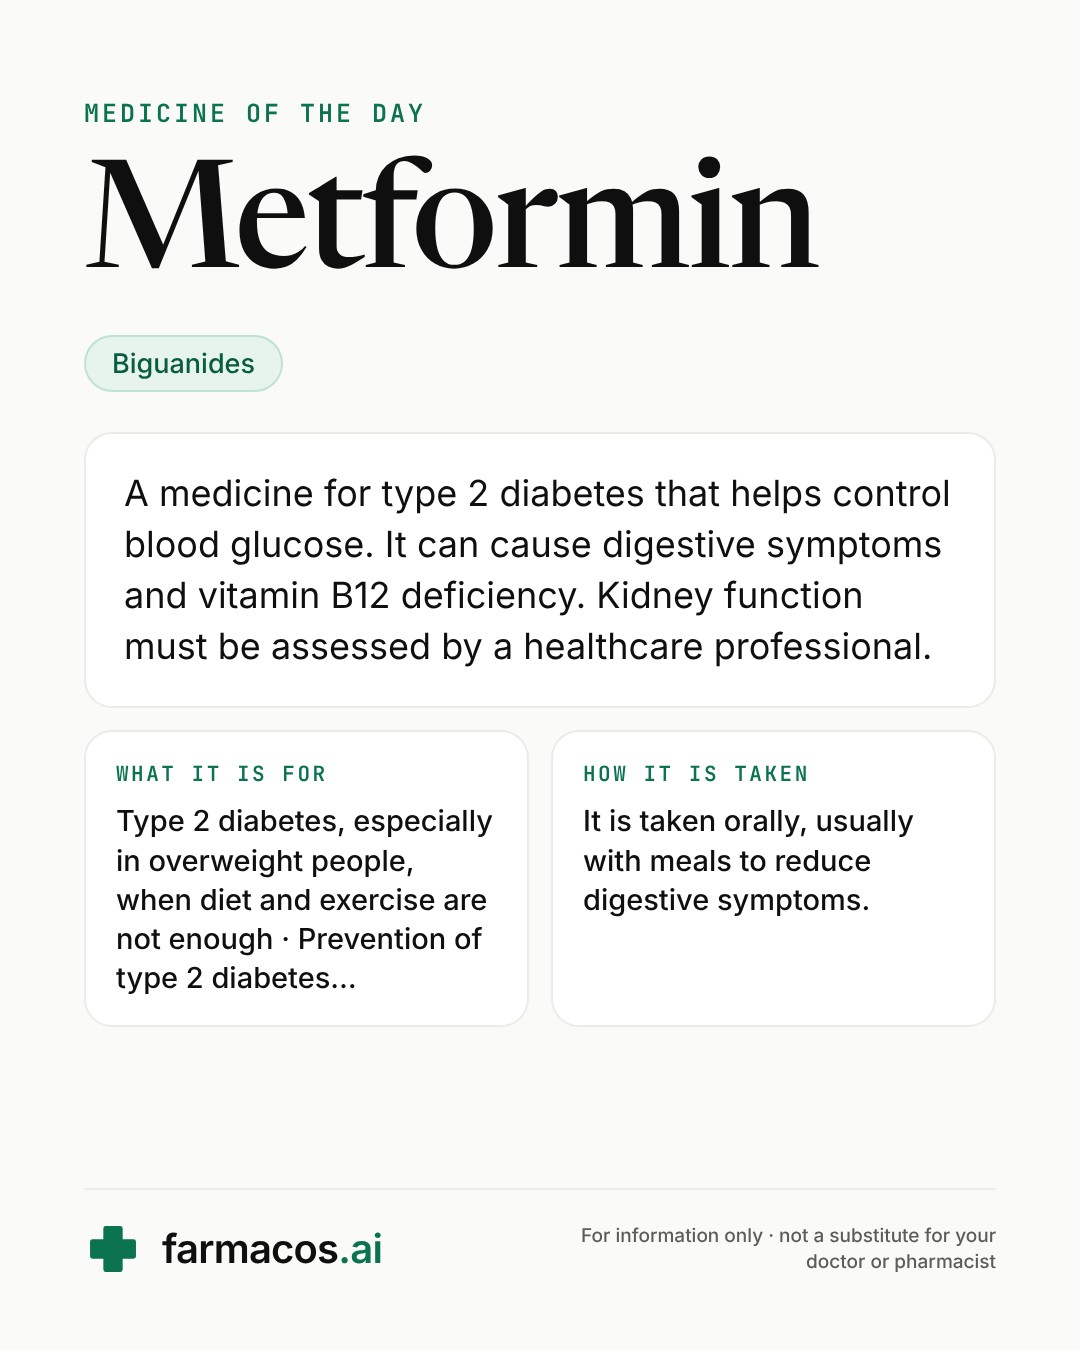 MEDICINE OF THE DAY
Metformin
Biguanides
A medicine for type 2 diabetes that helps control
blood glucose. It can cause digestive symptoms
and vitamin B12 deficiency. Kidney function
must be assessed by a healthcare professional.
WHAT IT IS FOR
Type 2 diabetes, especially
in overweight people,
when diet and exercise are
not enough · Prevention of
type 2 diabetes...
HOW IT IS TAKEN
It is taken orally, usually
with meals to reduce
digestive symptoms.
farmacos.ai
For information only · not a substitute for your
doctor or pharmacist